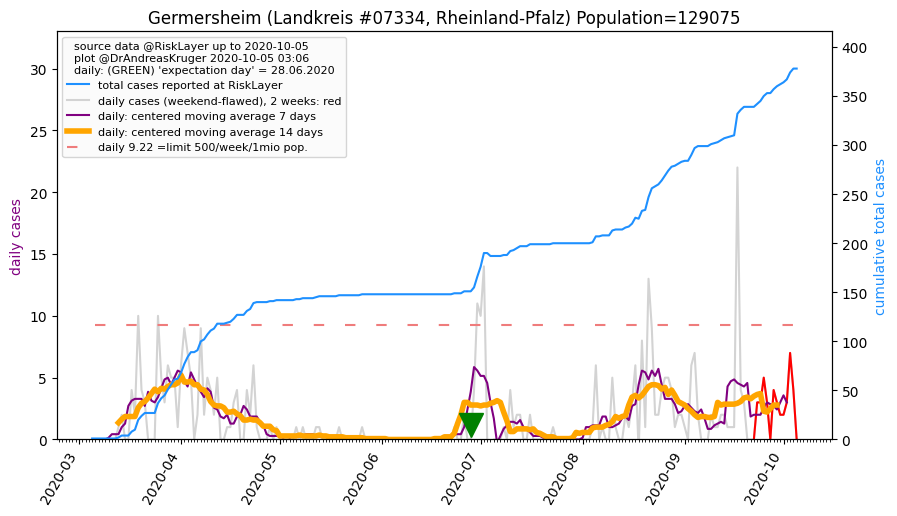 Germersheim (Landkreis #07334, Rheinland-Pfalz) Population=129075
source data @RiskLayer up to 2020-10-05
plot @DrAndreasKruger 2020-10-05 03:06
daily: (GREEN) 'expectation day' = 28.06.2020
total cases reported at RiskLayer
daily cases (weekend-flawed), 2 weeks: red
daily: centered moving average 7 days
daily: centered moving average 14 days
daily 9.22 =limit 500/week/1mio pop.
daily cases
30
25
20
15
10
5
0
cumulative total cases
400
350
300
250
200
150
100
50
0
2020-03
2020-04
2020-05
2020-06
2020-07
2020-08
2020-09
2020-10